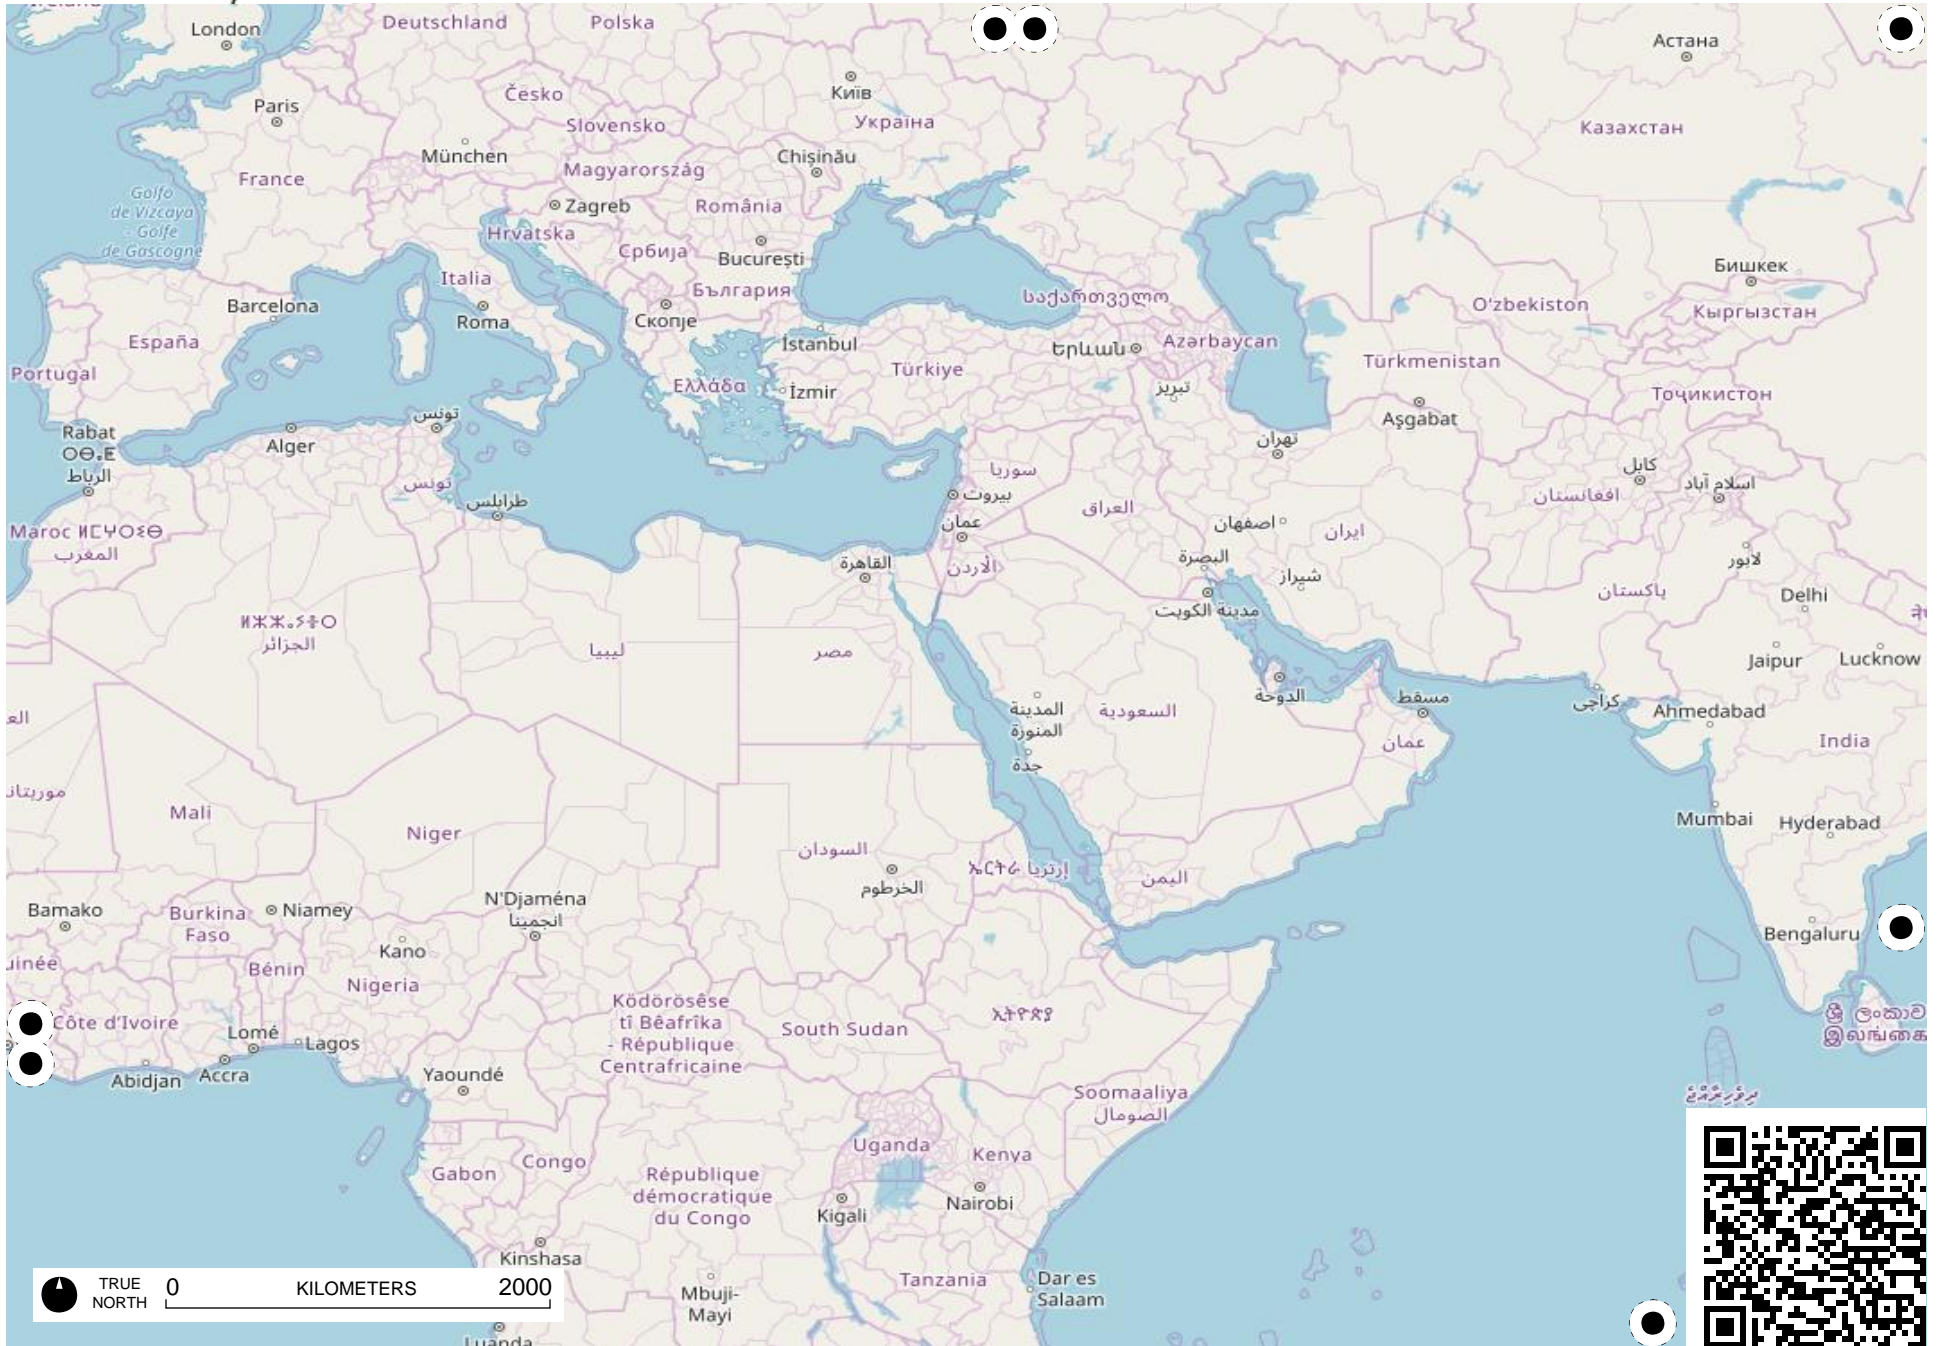 London
Deutschland
Polska
Астана
Česko
Київ
Paris
Україна
Slovensko
Казахстан
München
Chișinău
Magyarország
France
Golfo
de Vizcaya
- Golfe
de Gascogne
Zagreb
România
Hrvatska
Србија
București
Бишкек
Italia
България
საქართველო
Barcelona
Roma
Скопје
O'zbekiston
Кыргызстан
España
İstanbul
Երևան
Azərbaycan
Türkiye
Türkmenistan
Portugal
Ελλάδα
İzmir
تبریز
Тоҷикистон
تونس
Aşgabat
Rabat
ⵔⴱⴰⵟ
الرباط
Alger
تهران
سوريا
کابل
اسلام آباد
تونس
افغانستان
طرابلس
بيروت
العراق
عمان
اصفهان
ایران
Maroc ⵍⵎⵖⵔⵉⴱ
المغرب
القاهرة
الأردن
البصرة
شیراز
لاہور
مدينة الكويت
پاکستان
Delhi
ⵍⵣⵣⴰⵢⴻⵔ
الجزائر
ليبيا
مصر
Jaipur
Lucknow
الدوحة
مسقط
كراچى
المدينة
المنورة
السعودية
Ahmedabad
عمان
India
جدة
Mali
Niger
Mumbai
Hyderabad
السودان
ኤርትራ إرتريا
اليمن
الخرطوم
N'Djaména
انجمينا
Bamako
Burkina
Faso
Niamey
Kano
Bengaluru
Bénin
Nigeria
Ködörösêse
tî Bêafrîka
- République
Centrafricaine
South Sudan
ኢትዮጵያ
Côte d'Ivoire
Lomé
Lagos
Abidjan
Accra
Yaoundé
Soomaaliya
الصومال
ދިވެހިރާއްޖެ
Uganda
Kenya
Gabon
Congo
République
démocratique
du Congo
Kigali
Nairobi
Kinshasa
Tanzania
Dar es
Salaam
Mbuji-
Mayi
Luanda
TRUE
NORTH
0 KILOMETERS 2000